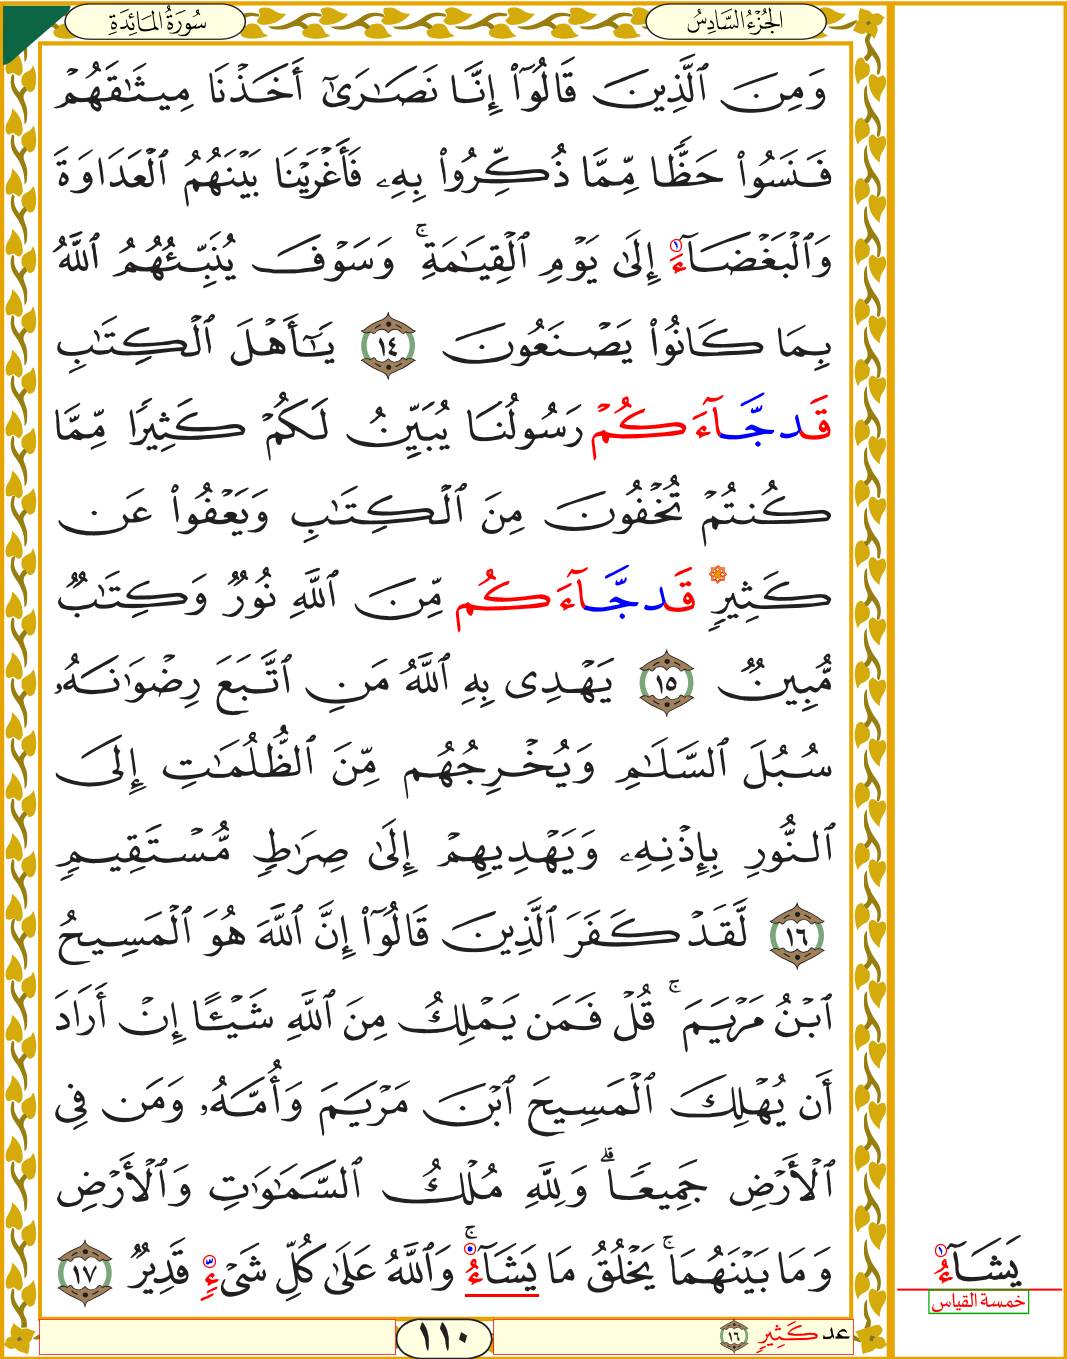 سُورَةُ المَائِدَةِ
الجُزْءُ السَّادِسُ
وَمِنَ ٱلَّذِينَ قَالُوٓاْ إِنَّا نَصَٰرَىٰٓ أَخَذۡنَا مِيثَٰقَهُمۡ
فَنَسُواْ حَظّٗا مِّمَّا ذُكِّرُواْ بِهِۦ فَأَغۡرَيۡنَا بَيۡنَهُمُ ٱلۡعَدَاوَةَ
وَٱلۡبَغۡضَآءَ ١ إِلَىٰ يَوۡمِ ٱلۡقِيَٰمَةِۚ وَسَوۡفَ يُنَبِّئُهُمُ ٱللَّهُ
بِمَا كَانُواْ يَصۡنَعُونَ ١٤ يَٰٓأَهۡلَ ٱلۡكِتَٰبِ
قَد جَّآءَكُمۡ رَسُولُنَا يُبَيِّنُ لَكُمۡ كَثِيرٗا مِّمَّا
كُنتُمۡ تُخۡفُونَ مِنَ ٱلۡكِتَٰبِ وَيَعۡفُواْ عَن
كَثِيرٖ قَد جَّآءَكُم مِّنَ ٱللَّهِ نُورٞ وَكِتَٰبٞ
مُّبِينٞ ١٥ يَهۡدِي بِهِ ٱللَّهُ مَنِ ٱتَّبَعَ رِضۡوَٰنَهُۥ
سُبُلَ ٱلسَّلَٰمِ وَيُخۡرِجُهُم مِّنَ ٱلظُّلُمَٰتِ إِلَى
ٱلنُّورِ بِإِذۡنِهِۦ وَيَهۡدِيهِمۡ إِلَىٰ صِرَٰطٖ مُّسۡتَقِيمٖ
١٦ لَّقَدۡ كَفَرَ ٱلَّذِينَ قَالُوٓاْ إِنَّ ٱللَّهَ هُوَ ٱلۡمَسِيحُ
ٱبۡنُ مَرۡيَمَۚ قُلۡ فَمَن يَمۡلِكُ مِنَ ٱللَّهِ شَيۡـًٔا إِنۡ أَرَادَ
أَن يُهۡلِكَ ٱلۡمَسِيحَ ٱبۡنَ مَرۡيَمَ وَأُمَّهُۥ وَمَن فِي
ٱلۡأَرۡضِ جَمِيعٗاۗ وَلِلَّهِ مُلۡكُ ٱلسَّمَٰوَٰتِ وَٱلۡأَرۡضِ
وَمَا بَيۡنَهُمَاۚ يَخۡلُقُ مَا يَشَآءُۚ وَٱللَّهُ عَلَىٰ كُلِّ شَيۡءٖ قَدِيرٞ ١٧
يَشَآءُ ١
خمسة القياس
عد كَثِيرٖ ١٦
١١٠